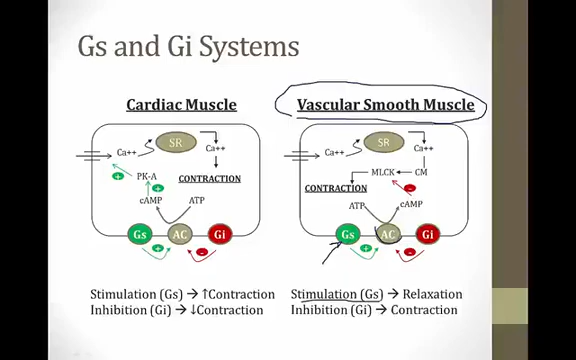 Gs and Gi Systems
Cardiac Muscle
Ca++
SR
Ca++
CONTRACTION
PK-A
+
+
cAMP
ATP
Gs
AC
Gi
+
-
Stimulation (Gs) → ↑Contraction
Inhibition (Gi) → ↓Contraction
Vascular Smooth Muscle
Ca++
SR
Ca++
MLCK
CM
CONTRACTION
-
ATP
cAMP
Gs
AC
Gi
+
-
Stimulation (Gs) → Relaxation
Inhibition (Gi) → Contraction